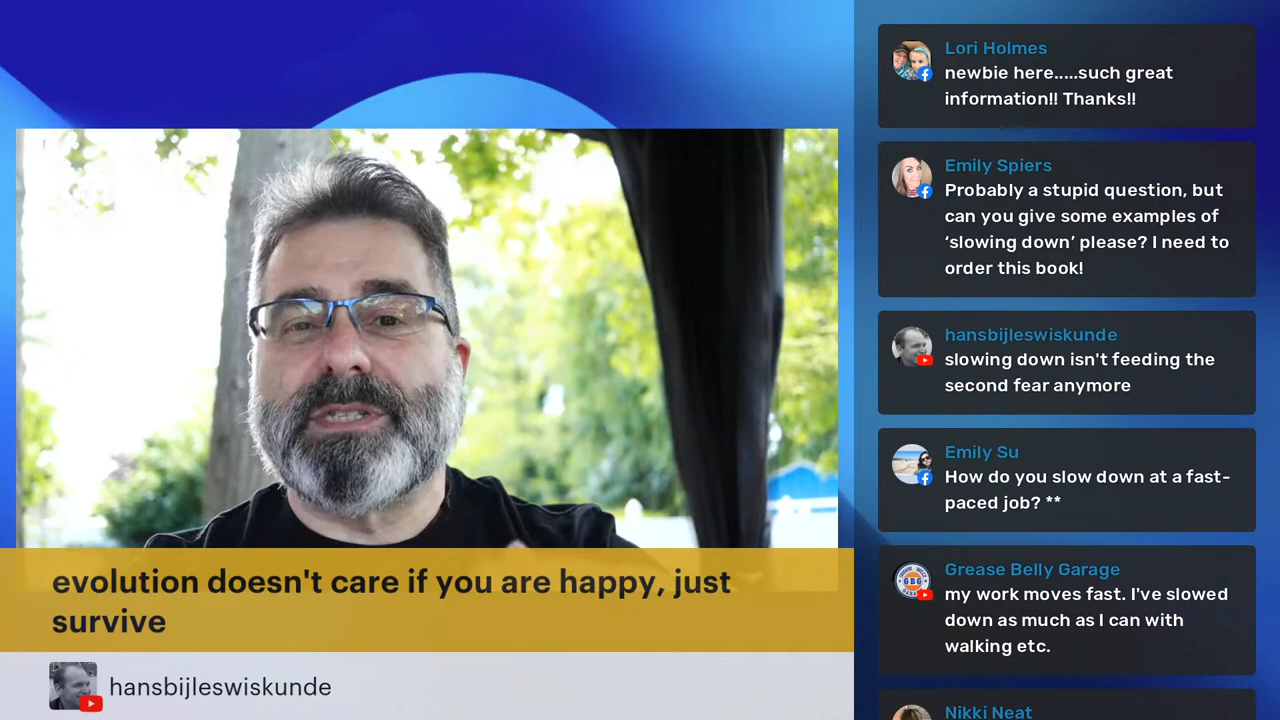 evolution doesn't care if you are happy, just
survive
hansbijleswiskunde
Lori Holmes
newbie here.....such great
information!! Thanks!!
Emily Spiers
Probably a stupid question, but
can you give some examples of
‘slowing down’ please? I need to
order this book!
hansbijleswiskunde
slowing down isn't feeding the
second fear anymore
Emily Su
How do you slow down at a fast-
paced job? **
Grease Belly Garage
my work moves fast. I've slowed
down as much as I can with
walking etc.
Nikki Neat